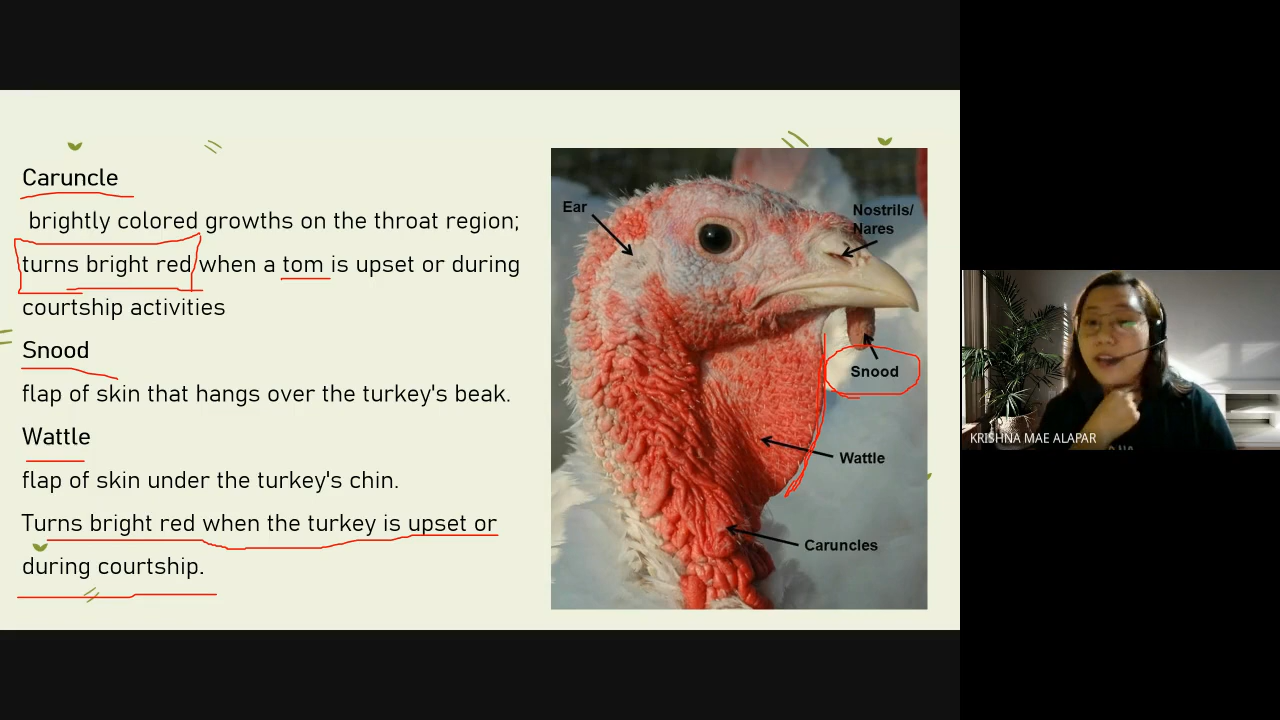 Caruncle
brightly colored growths on the throat region;
turns bright red when a tom is upset or during
courtship activities
Snood
flap of skin that hangs over the turkey's beak.
Wattle
flap of skin under the turkey's chin.
Turns bright red when the turkey is upset or
during courtship.
Ear
Nostrils/
Nares
Snood
Wattle
Caruncles
KRISHNA MAE ALAPAR